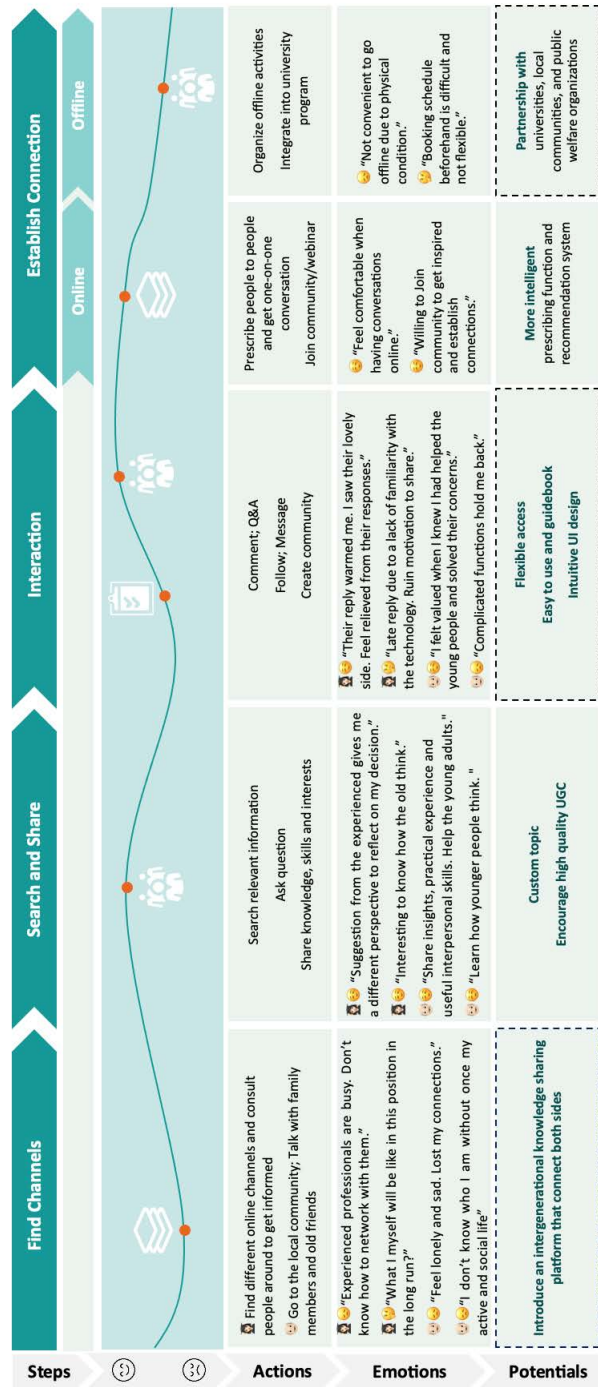 Steps
Find Channels
Search and Share
Interaction
Establish Connection
Online
Offline
Actions
Find different online channels and consult
people around to get informed
Go to the local community; Talk with family
members and old friends
Search relevant information
Ask question
Share knowledge, skills and interests
Comment; Q&A
Follow; Message
Create community
Prescribe people to people
and get one-on-one
conversation
Join community/webinar
Organize offline activities
Integrate into university
program
Emotions
“Experienced professionals are busy. Don’t
know how to network with them.”
“What I myself will be like in this position in
the long run?”
“Feel lonely and sad. Lost my connections.”
“I don’t know who I am without once my
active and social life”
“Suggestion from the experienced gives me
a different perspective to reflect on my decision.”
“Interesting to know how the old think.”
“Share insights, practical experience and
useful interpersonal skills. Help the young adults."
“Learn how younger people think. "
“Their reply warmed me. I saw their lovely
side. Feel relieved from their responses.”
“Late reply due to a lack of familiarity with
the technology. Ruin motivation to share.”
“I felt valued when I knew I had helped the
young people and solved their concerns.”
“Complicated functions hold me back.”
“Feel comfortable when
having conversations
online.”
“Willing to Join
community to get inspired
and establish
connections.”
“Not convenient to go
offline due to physical
condition.”
“Booking schedule
beforehand is difficult and
not flexible.”
Potentials
Introduce an intergenerational knowledge sharing
platform that connect both sides
Custom topic
Encourage high quality UGC
Flexible access
Easy to use and guidebook
Intuitive UI design
More intelligent
prescribing function and
recommendation system
Partnership with
universities, local
communities, and public
welfare organizations